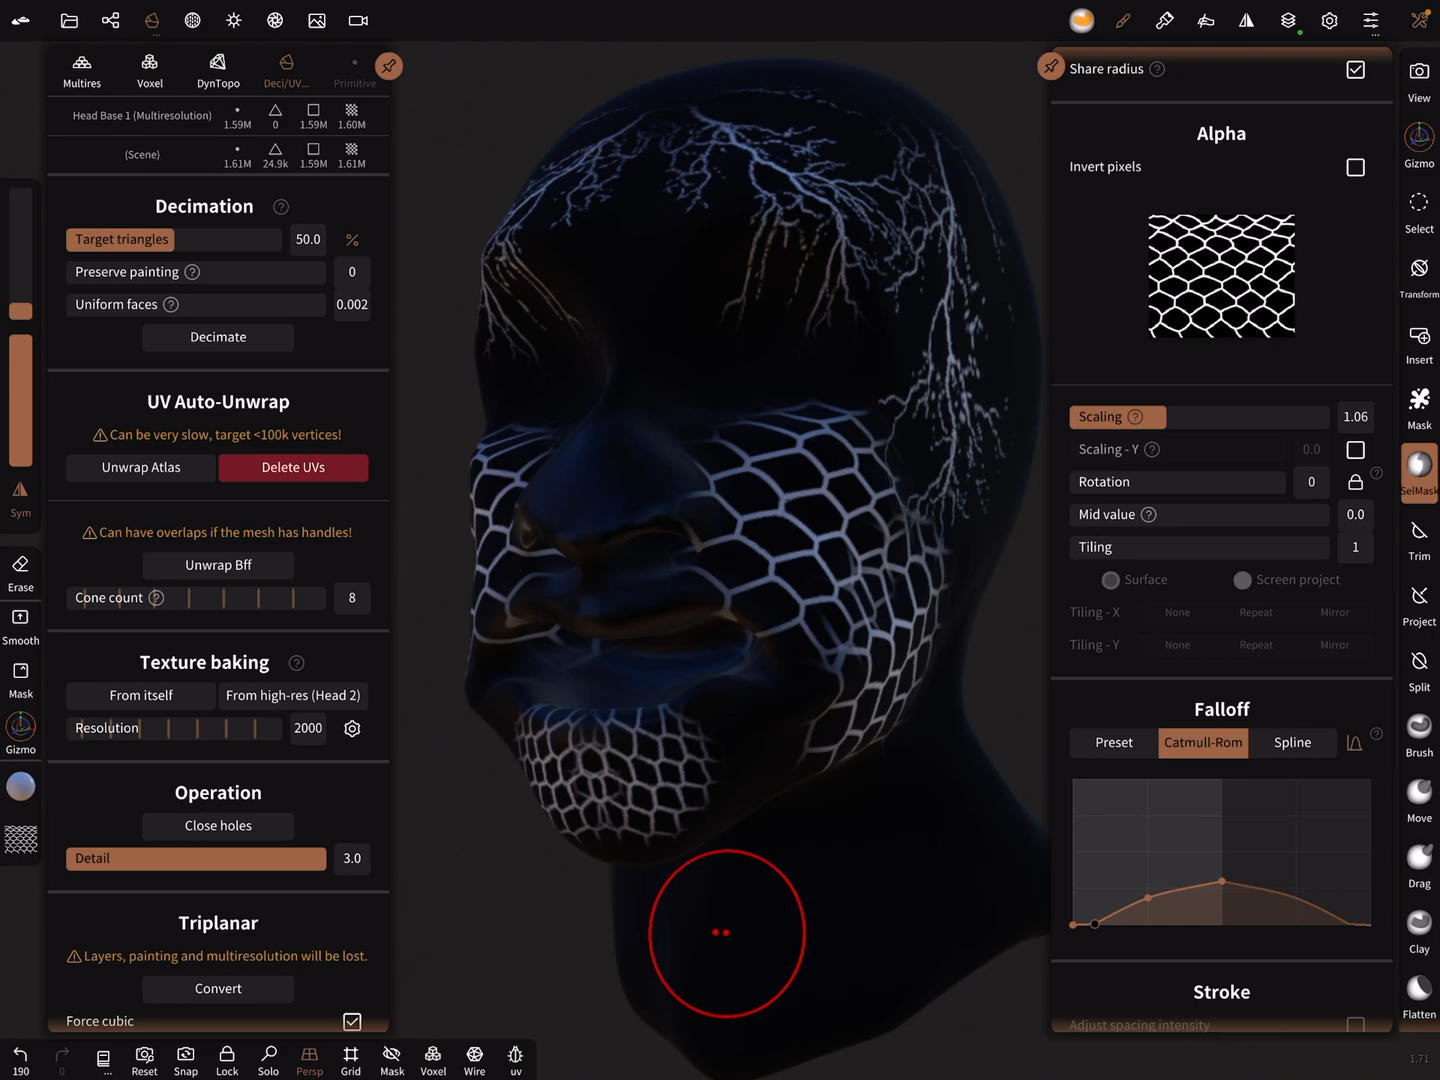 Multires
Voxel
DynTopo
Deci/UV...
Primitive
Head Base 1 (Multiresolution)
1.59M
0
1.59M
1.60M
(Scene)
1.61M
24.9k
1.59M
1.61M
Decimation ?
Target triangles 50.0 %
Preserve painting ? 0
Uniform faces ? 0.002
Decimate
UV Auto-Unwrap
Can be very slow, target <100k vertices!
Unwrap Atlas
Delete UVs
Can have overlaps if the mesh has handles!
Unwrap Bff
Cone count ? 8
Texture baking ?
From itself
From high-res (Head 2)
Resolution 2000
Operation
Close holes
Detail 3.0
Triplanar
Layers, painting and multiresolution will be lost.
Convert
Force cubic
Sym
Erase
Smooth
Mask
Gizmo
190
0
...
Reset
Snap
Lock
Solo
Persp
Grid
Mask
Voxel
Wire
uv
Share radius ?
Alpha
Invert pixels
Scaling ? 1.06
Scaling - Y ? 0.0
Rotation 0 ?
Mid value ? 0.0
Tiling 1
Surface
Screen project
Tiling - X None Repeat Mirror
Tiling - Y None Repeat Mirror
Falloff
Preset
Catmull-Rom
Spline
?
Stroke
Adjust spacing intensity
View
Gizmo
Select
Transform
Insert
Mask
SelMask
Trim
Project
Split
Brush
Move
Drag
Clay
Flatten
1.71